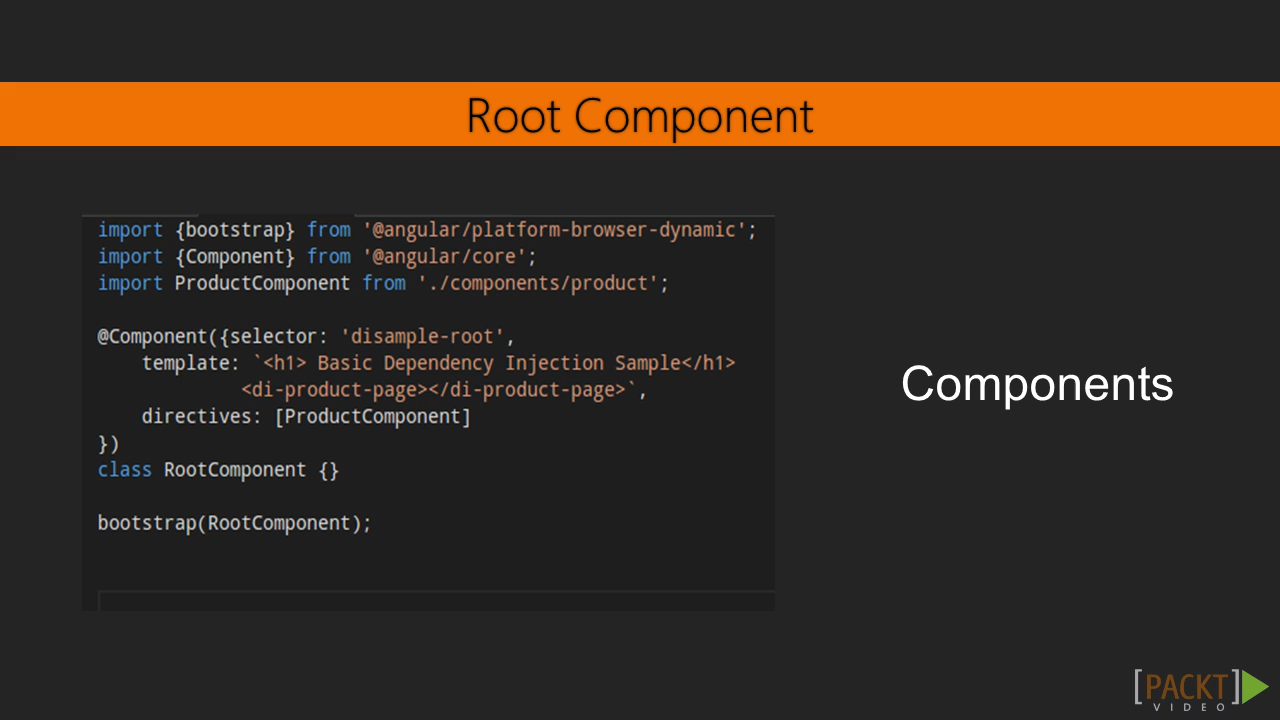 Root Component
import {bootstrap} from '@angular/platform-browser-dynamic';
import {Component} from '@angular/core';
import ProductComponent from './components/product';
@Component({selector: 'disample-root',
    template: `<h1> Basic Dependency Injection Sample</h1>
             <di-product-page></di-product-page>`,
    directives: [ProductComponent]
})
class RootComponent {}
bootstrap(RootComponent);
Components
[PACKT]
VIDEO